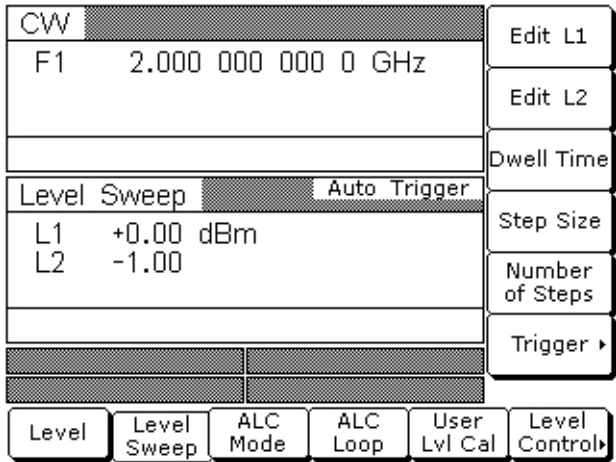 CW
F1 2.000 000 000 0 GHz
Level Sweep Auto Trigger
L1 +0.00 dBm
L2 -1.00
Edit L1
Edit L2
Dwell Time
Step Size
Number
of Steps
Trigger
Level
Level
Sweep
ALC
Mode
ALC
Loop
User
Lvl Cal
Level
Control